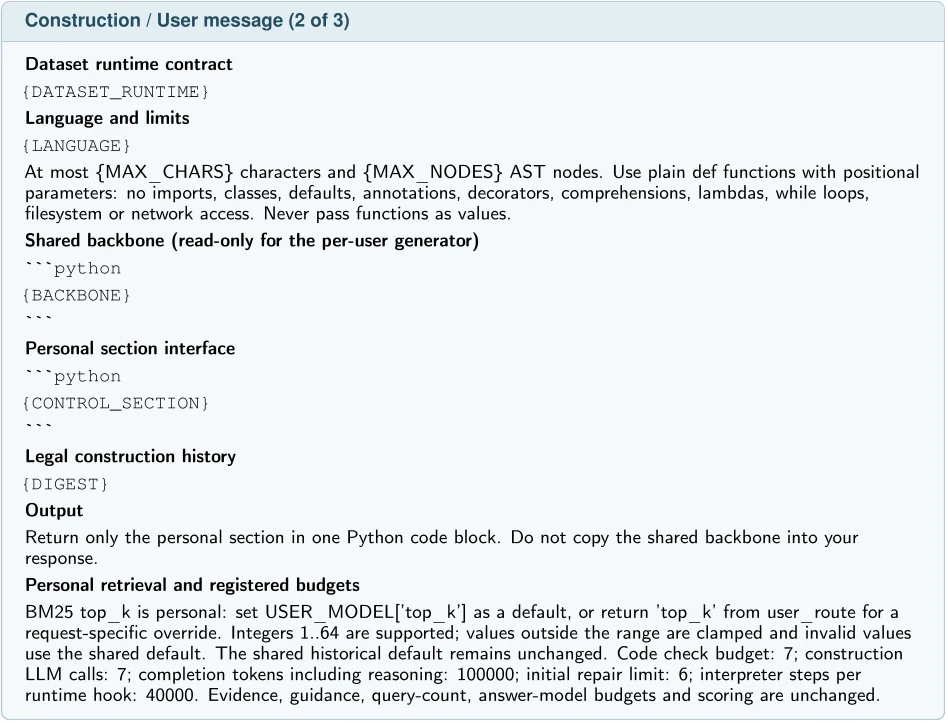 Construction / User message (2 of 3)
Dataset runtime contract
{DATASET_RUNTIME}
Language and limits
{LANGUAGE}
At most {MAX_CHARS} characters and {MAX_NODES} AST nodes. Use plain def functions with positional
parameters: no imports, classes, defaults, annotations, decorators, comprehensions, lambdas, while loops,
filesystem or network access. Never pass functions as values.
Shared backbone (read-only for the per-user generator)
```python
{BACKBONE}
```
Personal section interface
```python
{CONTROL_SECTION}
```
Legal construction history
{DIGEST}
Output
Return only the personal section in one Python code block. Do not copy the shared backbone into your
response.
Personal retrieval and registered budgets
BM25 top_k is personal: set USER_MODEL['top_k'] as a default, or return 'top_k' from user_route for a
request-specific override. Integers 1..64 are supported; values outside the range are clamped and invalid values
use the shared default. The shared historical default remains unchanged. Code check budget: 7; construction
LLM calls: 7; completion tokens including reasoning: 100000; initial repair limit: 6; interpreter steps per
runtime hook: 40000. Evidence, guidance, query-count, answer-model budgets and scoring are unchanged.